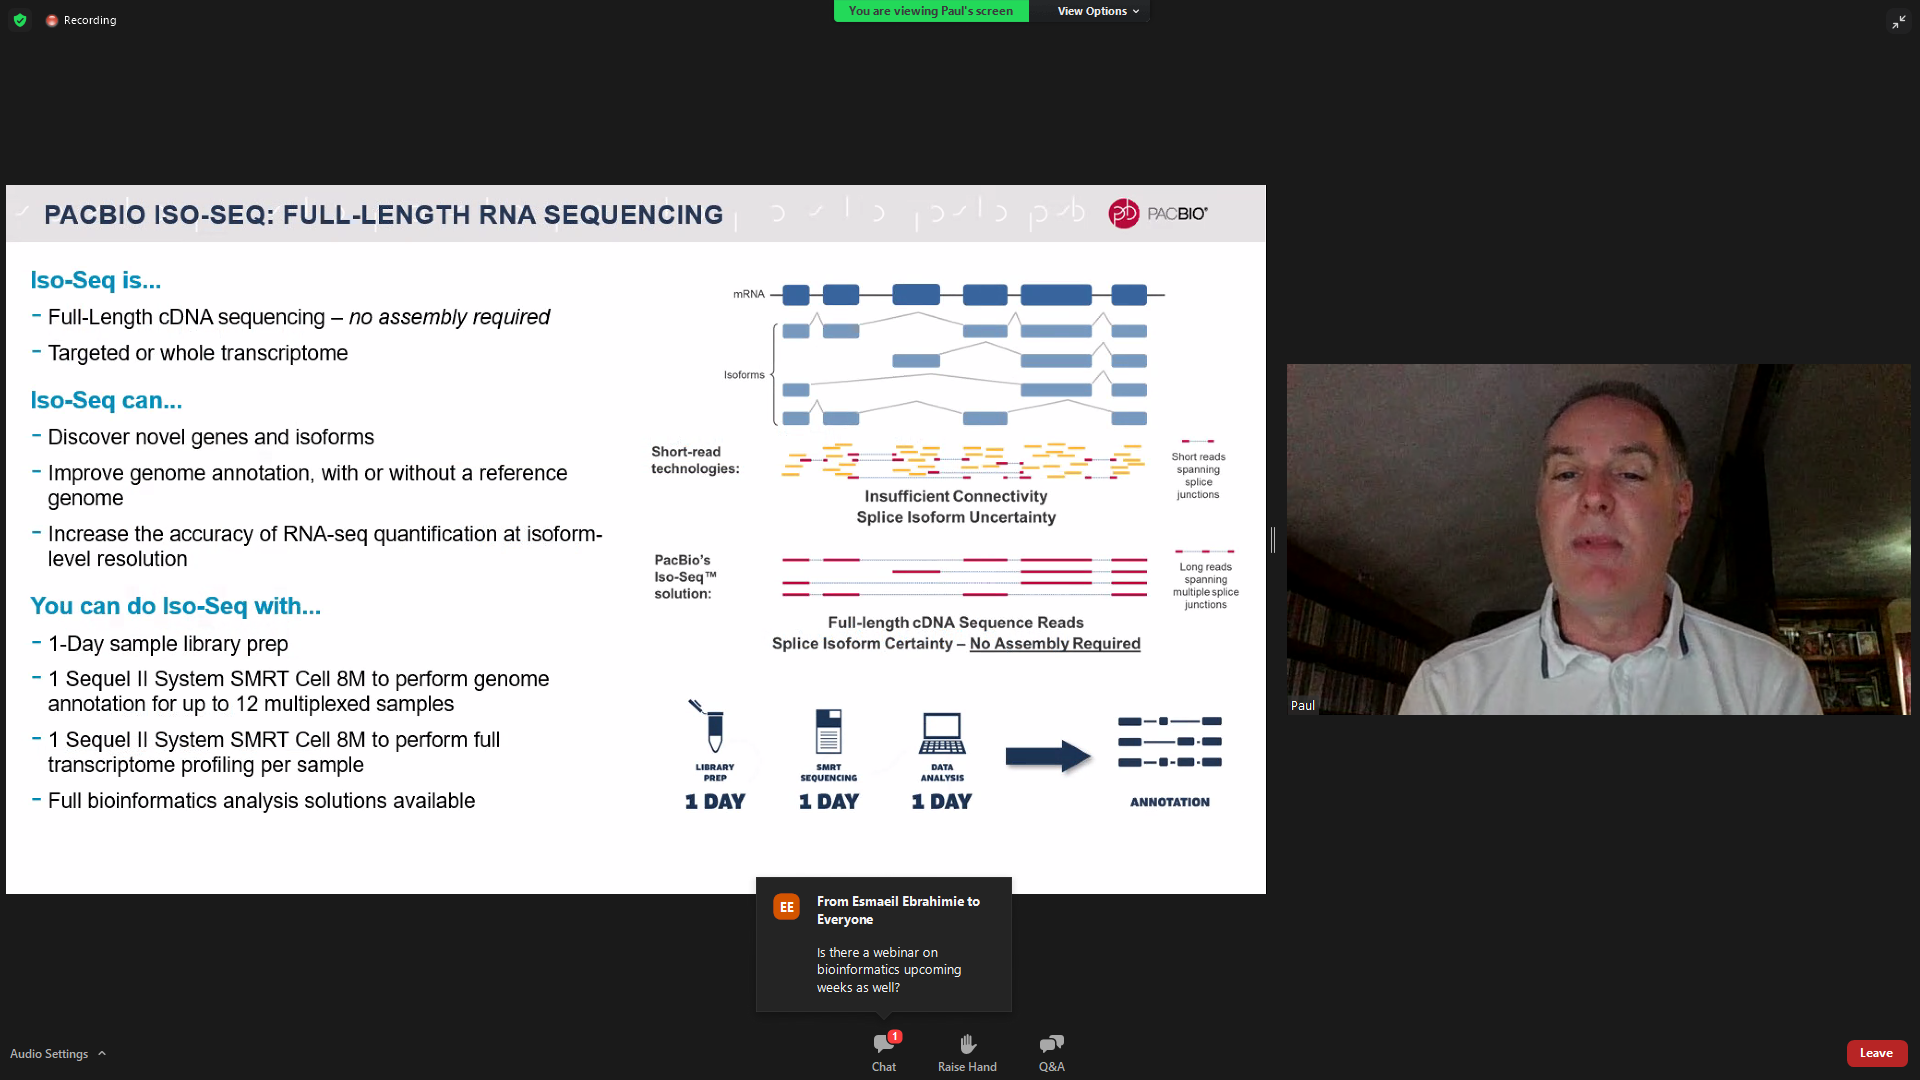 Recording
You are viewing Paul's screen
View Options
PACBIO ISO-SEQ: FULL-LENGTH RNA SEQUENCING
PACBIO®
Iso-Seq is...
- Full-Length cDNA sequencing – no assembly required
- Targeted or whole transcriptome
Iso-Seq can...
- Discover novel genes and isoforms
- Improve genome annotation, with or without a reference
genome
- Increase the accuracy of RNA-seq quantification at isoform-
level resolution
You can do Iso-Seq with...
- 1-Day sample library prep
- 1 Sequel II System SMRT Cell 8M to perform genome
annotation for up to 12 multiplexed samples
- 1 Sequel II System SMRT Cell 8M to perform full
transcriptome profiling per sample
- Full bioinformatics analysis solutions available
mRNA
Isoforms
Short-read
technologies:
Short reads
spanning
splice
junctions
Insufficient Connectivity
Splice Isoform Uncertainty
PacBio's
Iso-Seq™
solution:
Long reads
spanning
multiple splice
junctions
Full-length cDNA Sequence Reads
Splice Isoform Certainty – No Assembly Required
LIBRARY
PREP
1 DAY
SMRT
SEQUENCING
1 DAY
DATA
ANALYSIS
1 DAY
ANNOTATION
Paul
EE
From Esmaeil Ebrahimie to
Everyone
Is there a webinar on
bioinformatics upcoming
weeks as well?
Audio Settings
1
Chat
Raise Hand
Q&A
Leave